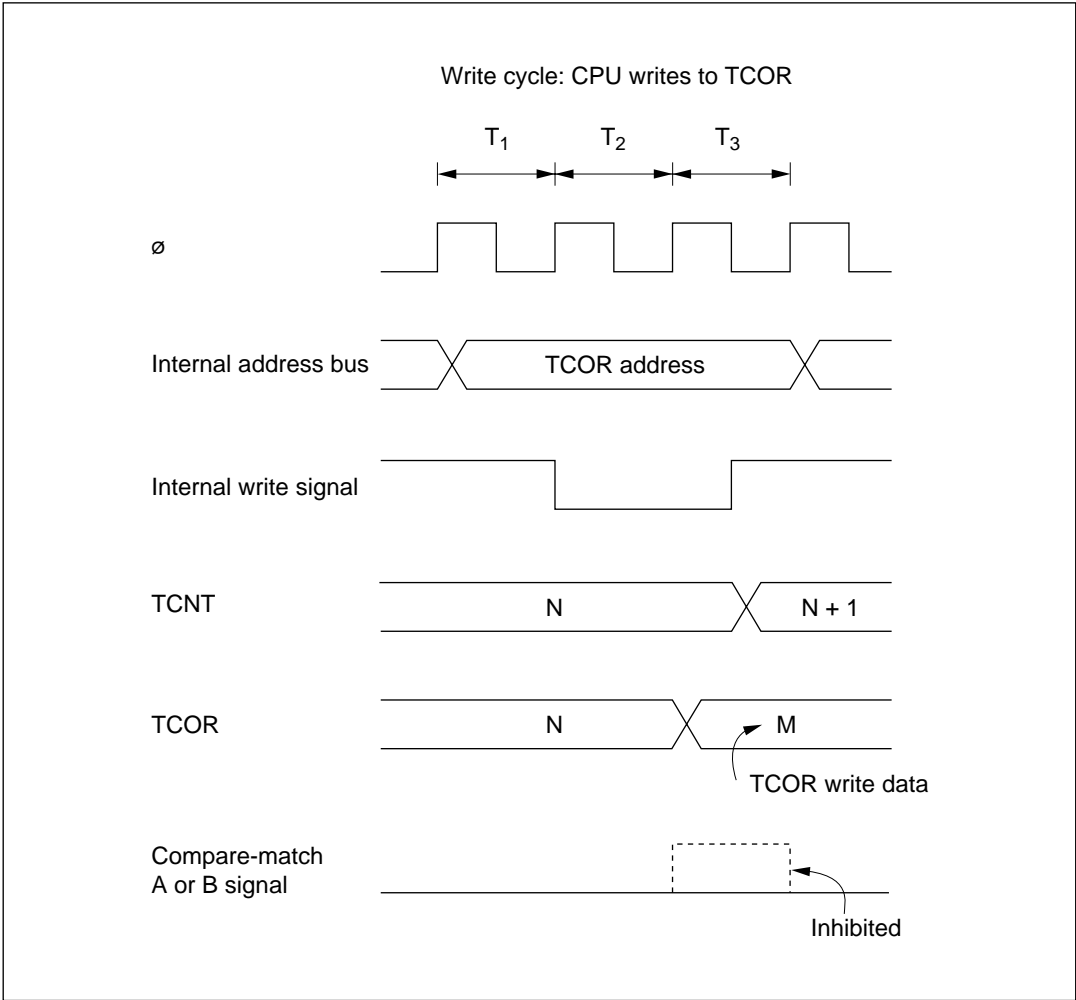 Write cycle: CPU writes to TCOR
T1 T2 T3
ø
Internal address bus
TCOR address
Internal write signal
TCNT
N
N + 1
TCOR
N
M
TCOR write data
Compare-match
A or B signal
Inhibited